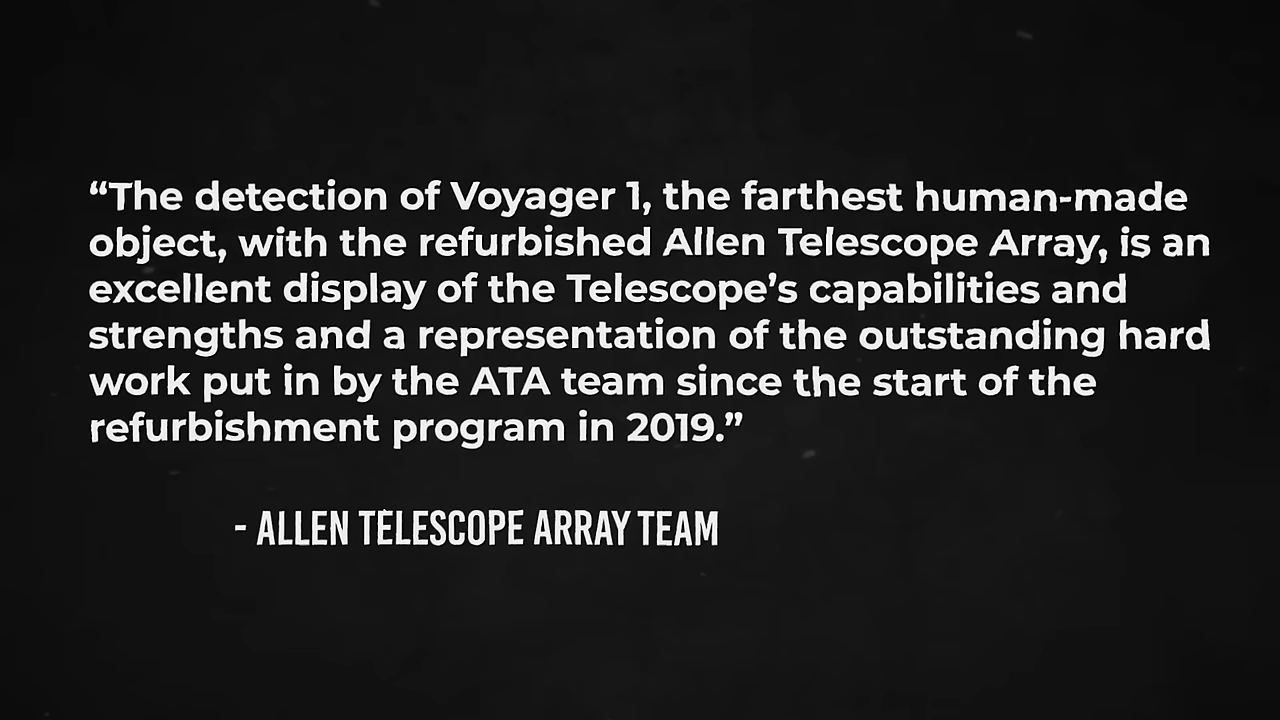 “The detection of Voyager 1, the farthest human-made
object, with the refurbished Allen Telescope Array, is an
excellent display of the Telescope’s capabilities and
strengths and a representation of the outstanding hard
work put in by the ATA team since the start of the
refurbishment program in 2019.”
- ALLEN TELESCOPE ARRAY TEAM